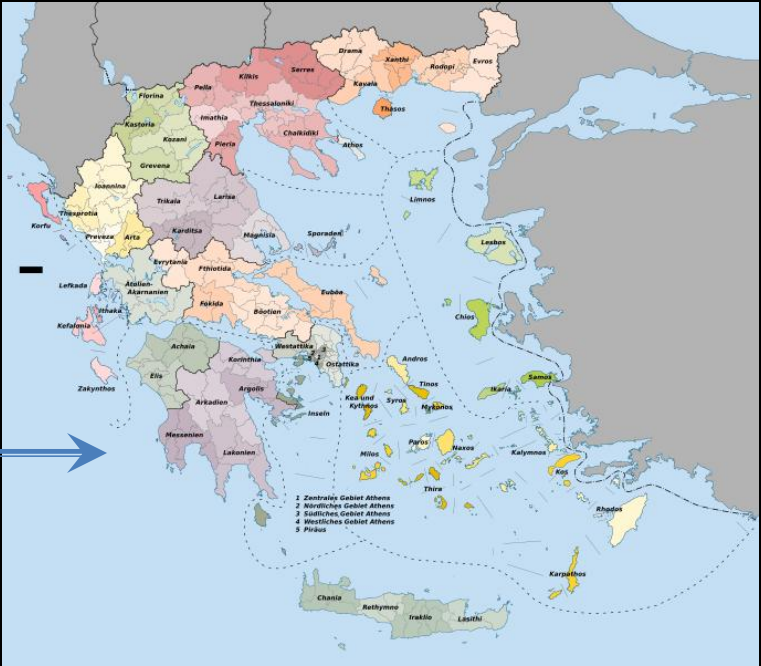 Drama
Xanthi
Evros
Rodopi
Kavala
Serres
Kilkis
Pella
Thessaloniki
Thasos
Florina
Imathia
Kastoria
Chalkidiki
Kozani
Pieria
Athos
Grevena
Ioannina
Limnos
Trikala
Larisa
Thesprotia
Korfu
Karditsa
Magnisia
Sporaden
Preveza
Arta
Lesbos
Evrytania
Fthiotida
Lefkada
Ätolien-
Akarnanien
Euböa
Fokida
Böotien
Ithaka
Chios
Kefalonia
Achaia
Westattika
Ostattika
Korinthia
Andros
Elis
Samos
Zakynthos
Argolis
Tinos
Ikaria
Kea und
Kythnos
Syros
Mykonos
Arkadien
Inseln
Messenien
Paros
Naxos
Lakonien
Milos
Kalymnos
Kos
Thira
1 Zentrales Gebiet Athens
2 Nördliches Gebiet Athens
3 Südliches Gebiet Athens
4 Westliches Gebiet Athens
5 Piräus
Rhodos
Karpathos
Chania
Rethymno
Iraklio
Lasithi